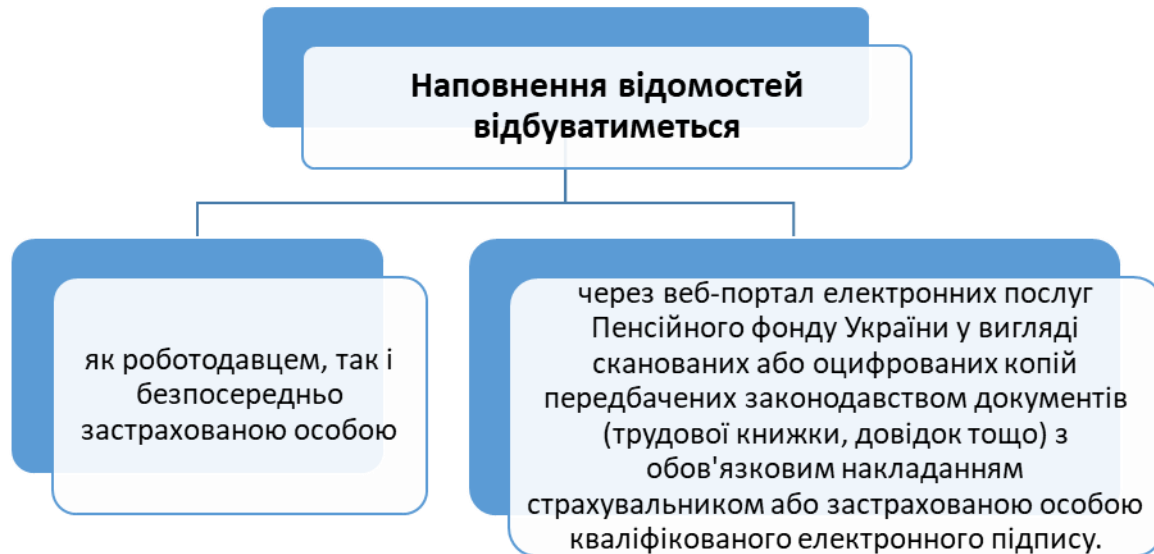 Наповнення відомостей
відбуватиметься
як роботодавцем, так і
безпосередньо
застрахованою особою
через веб-портал електронних послуг
Пенсійного фонду України у вигляді
сканованих або оцифрованих копій
передбачених законодавством документів
(трудової книжки, довідок тощо) з
обов'язковим накладанням
страхувальником або застрахованою особою
кваліфікованого електронного підпису.